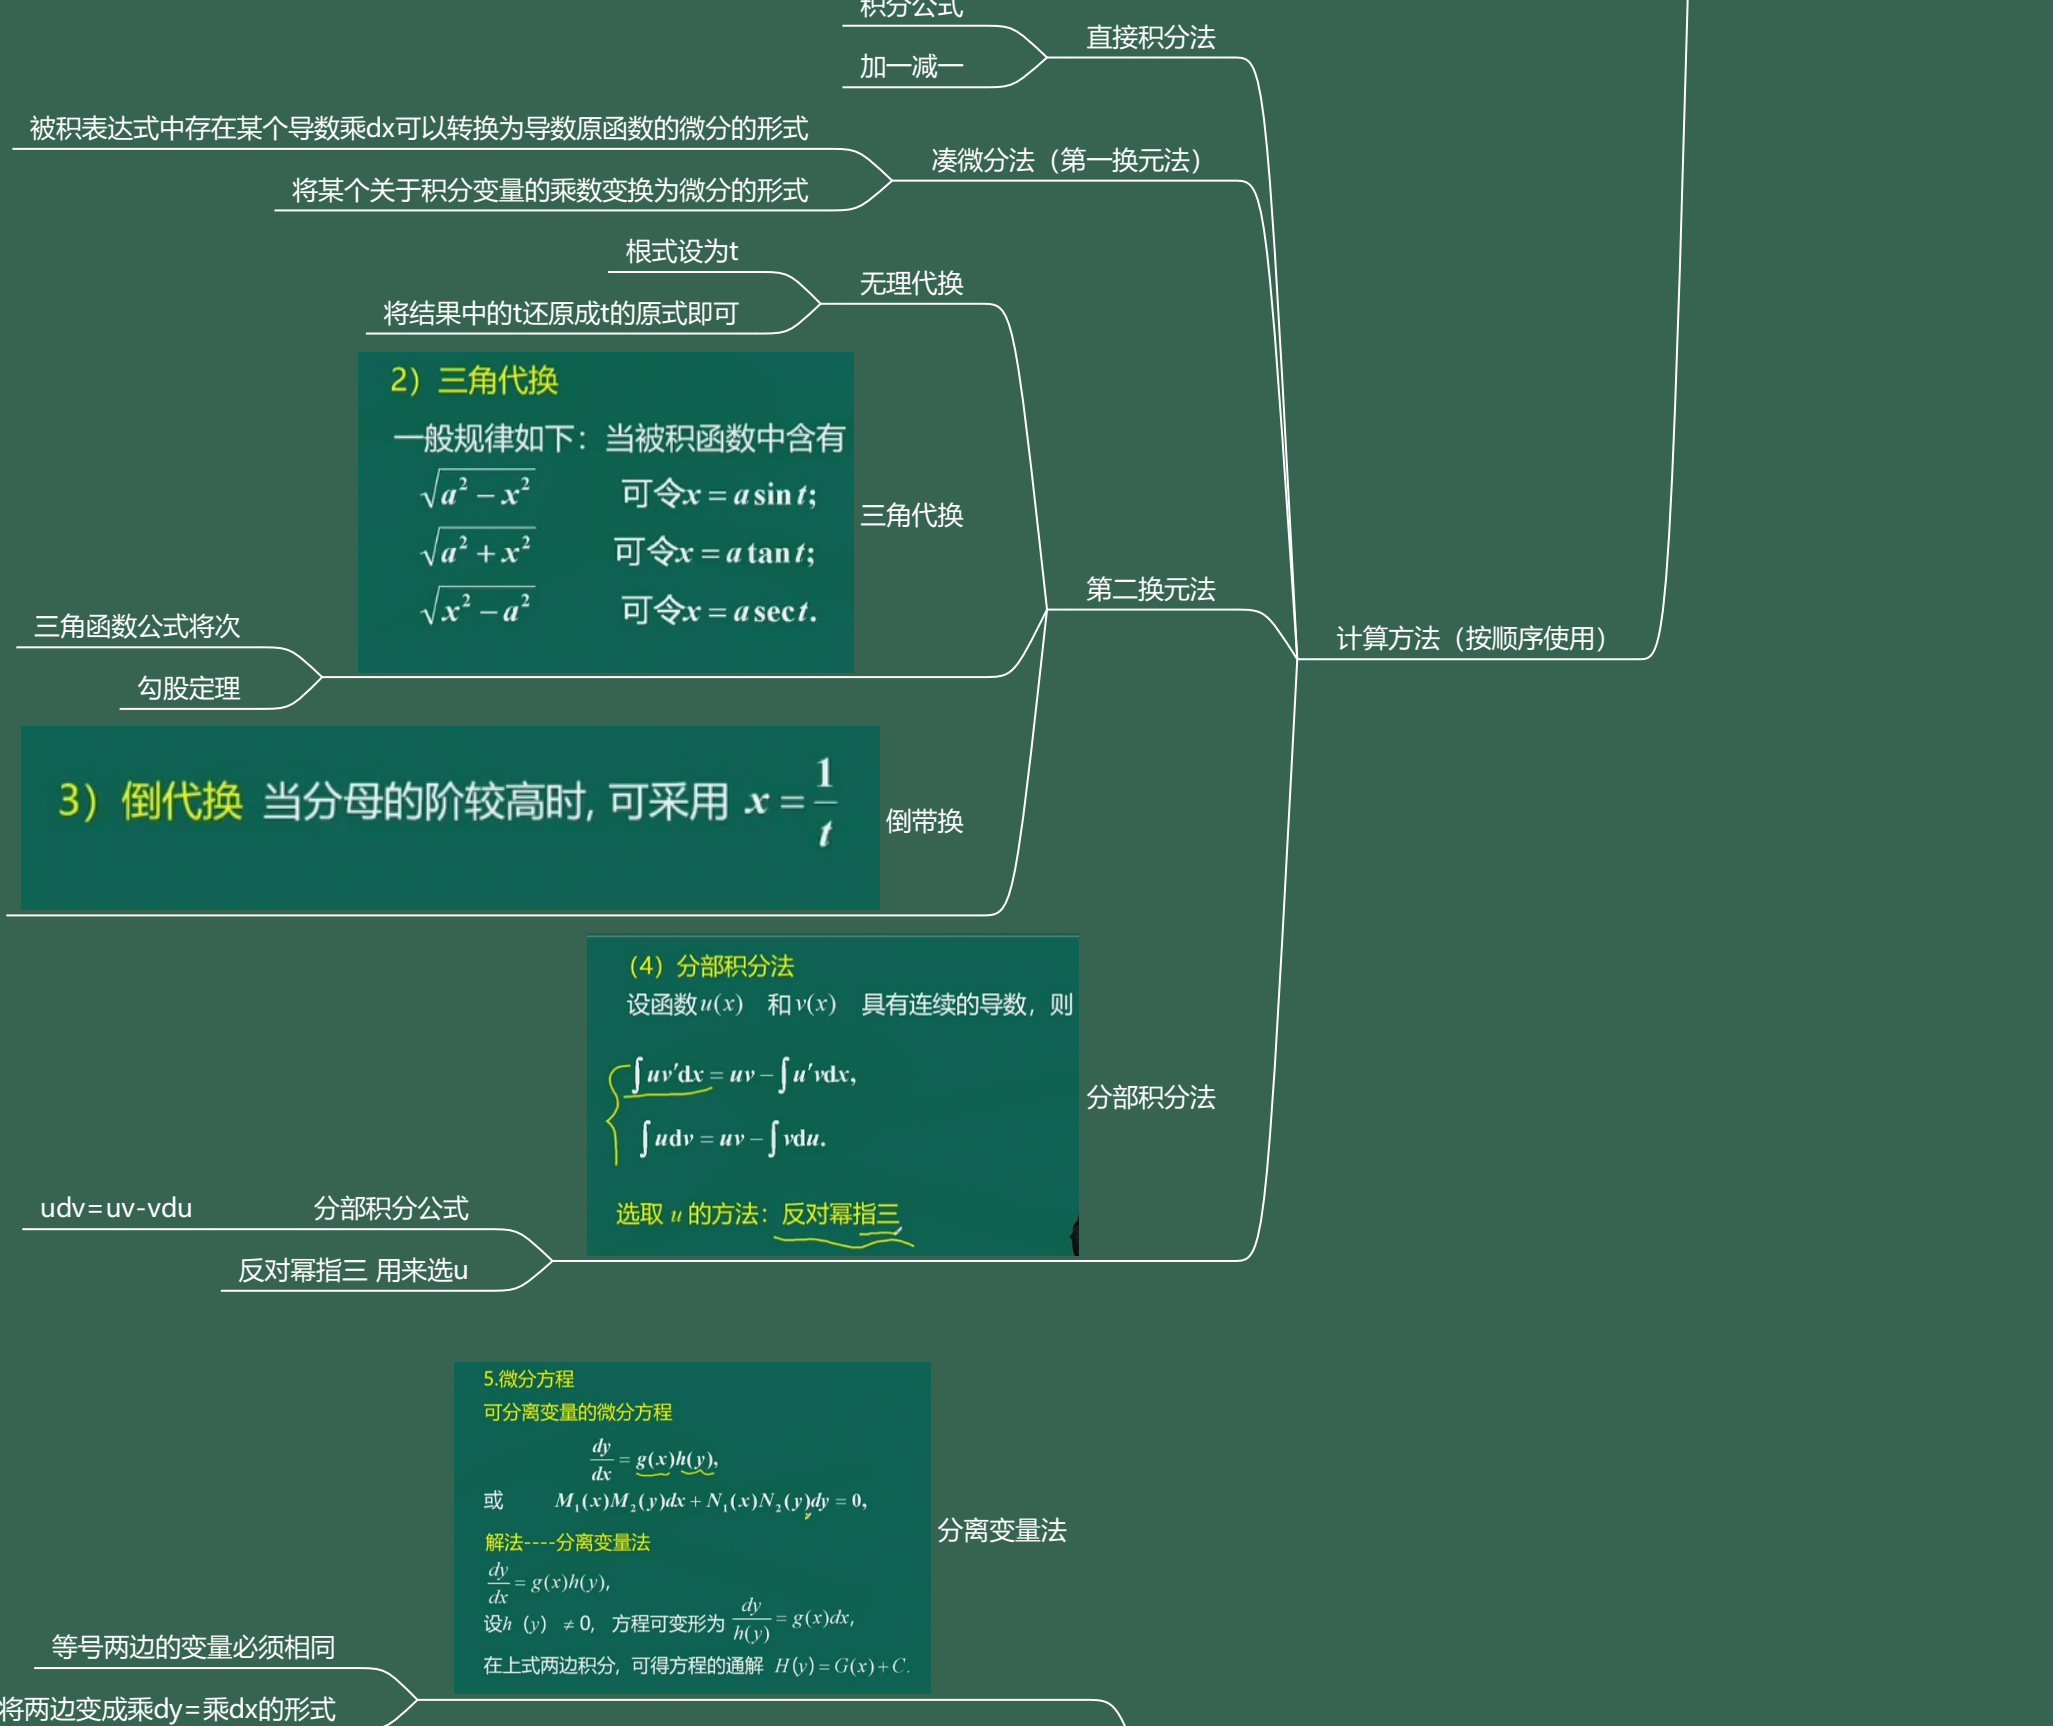 积分公式
直接积分法
加一减一
被积表达式中存在某个导数乘dx可以转换为导数原函数的微分的形式
凑微分法（第一换元法）
将某个关于积分变量的乘数变换为微分的形式
根式设为t
无理代换
将结果中的t还原成t的原式即可
2）三角代换
一般规律如下：当被积函数中含有
√(a² − x²) 可令x = a sin t;
√(a² + x²) 可令x = a tan t;
√(x² − a²) 可令x = a sec t.
三角代换
第二换元法
计算方法（按顺序使用）
三角函数公式将次
勾股定理
3）倒代换 当分母的阶较高时, 可采用 x = 1/t
倒带换
（4）分部积分法
设函数u(x) 和v(x) 具有连续的导数，则
∫uv′dx = uv − ∫u′vdx,
∫udv = uv − ∫vdu.
选取 u 的方法：反对幂指三
分部积分法
udv=uv-vdu
分部积分公式
反对幂指三 用来选u
5.微分方程
可分离变量的微分方程
dy/dx = g(x)h(y),
或 M₁(x)M₂(y)dx + N₁(x)N₂(y)dy = 0,
解法----分离变量法
dy/dx = g(x)h(y),
设h（y）≠ 0， 方程可变形为 dy/h(y) = g(x)dx,
在上式两边积分，可得方程的通解 H(y) = G(x) + C.
分离变量法
等号两边的变量必须相同
将两边变成乘dy=乘dx的形式